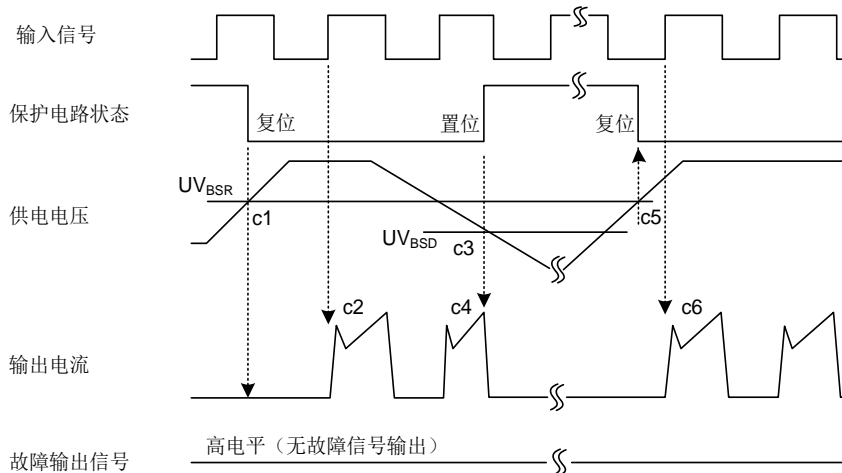 输入信号
保护电路状态
复位
置位
复位
UVBSR
供电电压
c1
c5
UVBSD
c3
c2
c4
c6
输出电流
高电平（无故障信号输出）
故障输出信号